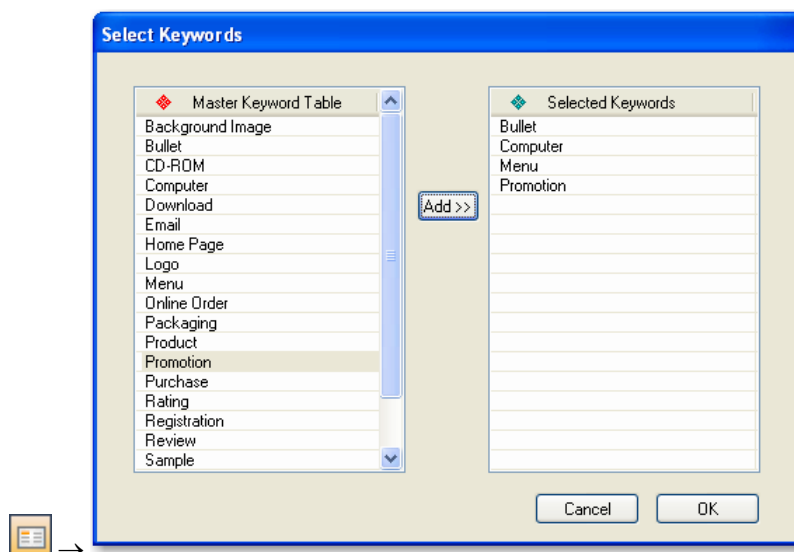 Select Keywords
Master Keyword Table
Background Image
Bullet
CD-ROM
Computer
Download
Email
Home Page
Logo
Menu
Online Order
Packaging
Product
Promotion
Purchase
Rating
Registration
Review
Sample
Add >>
Selected Keywords
Bullet
Computer
Menu
Promotion
Cancel
OK
→